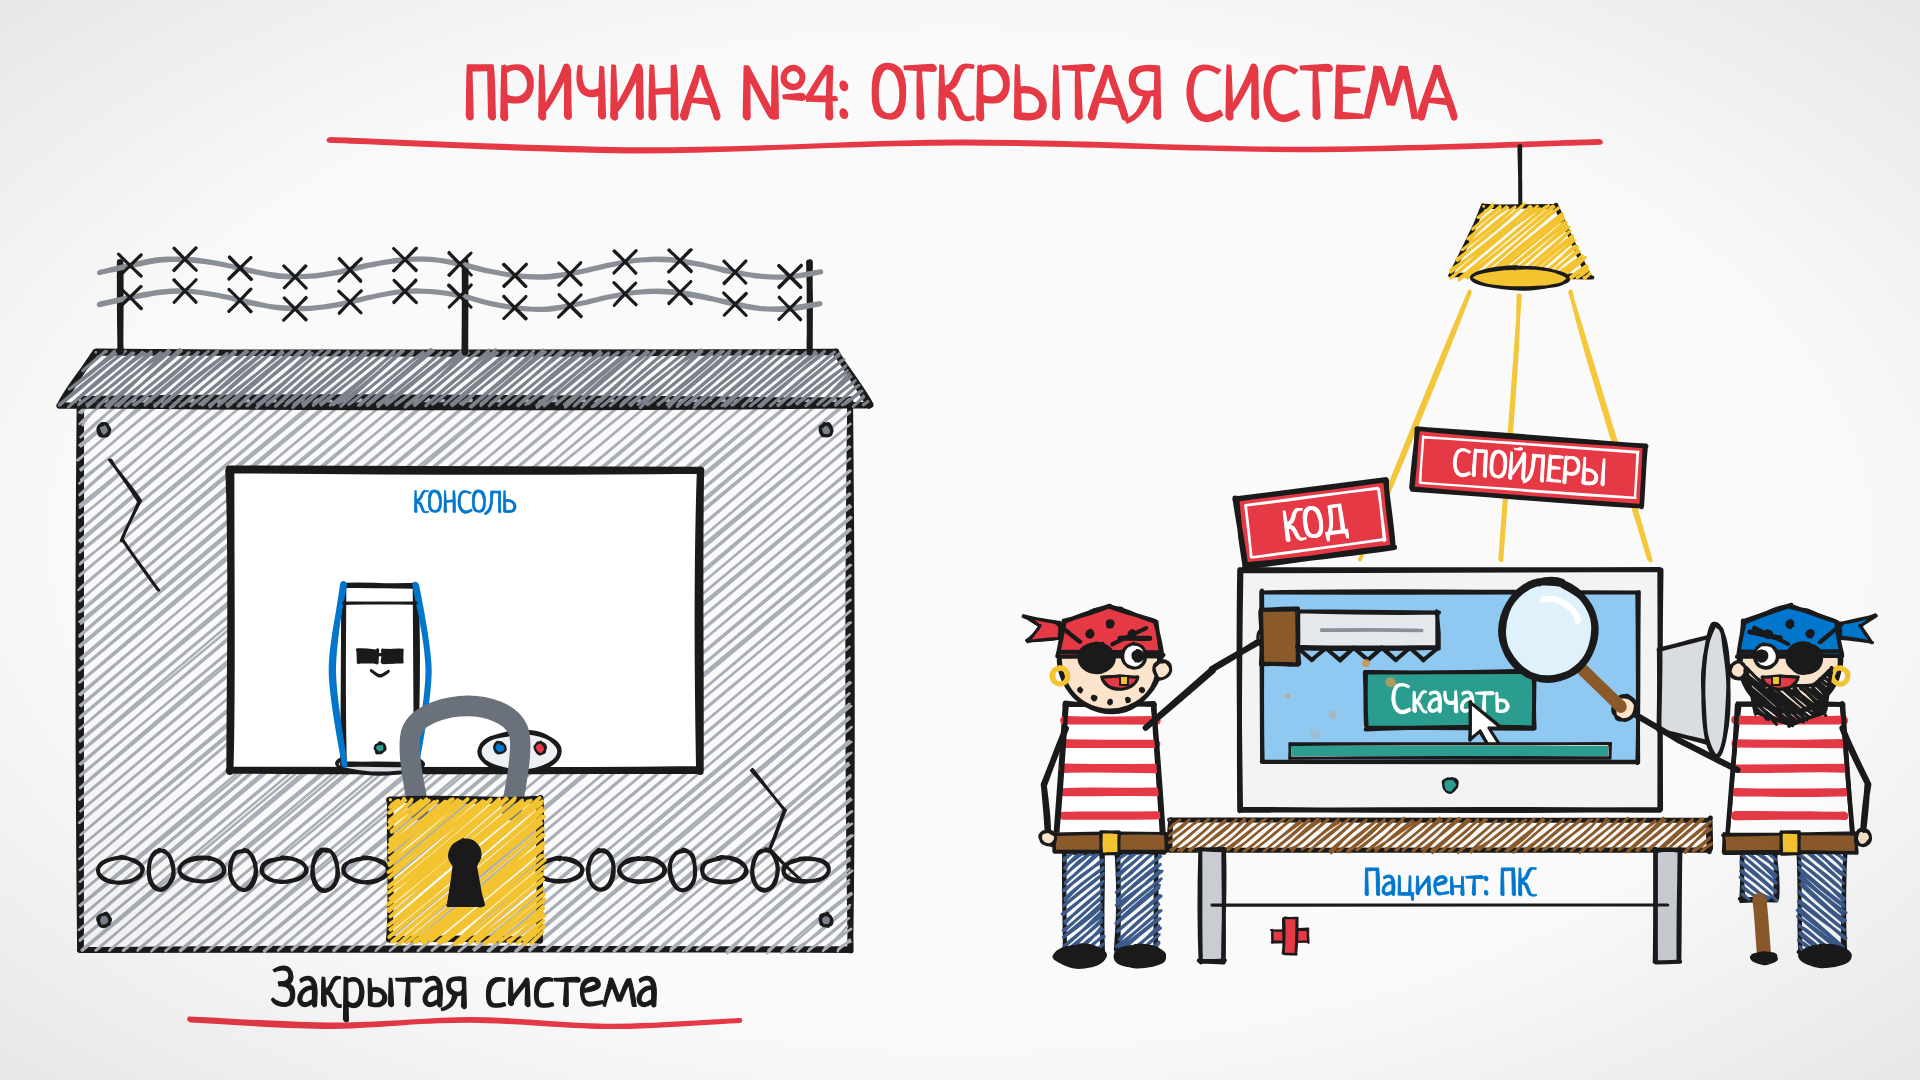 ПРИЧИНА №4: ОТКРЫТАЯ СИСТЕМА
КОНСОЛЬ
Закрытая система
СПОЙЛЕРЫ
КОД
Скачать
Пациент: ПК